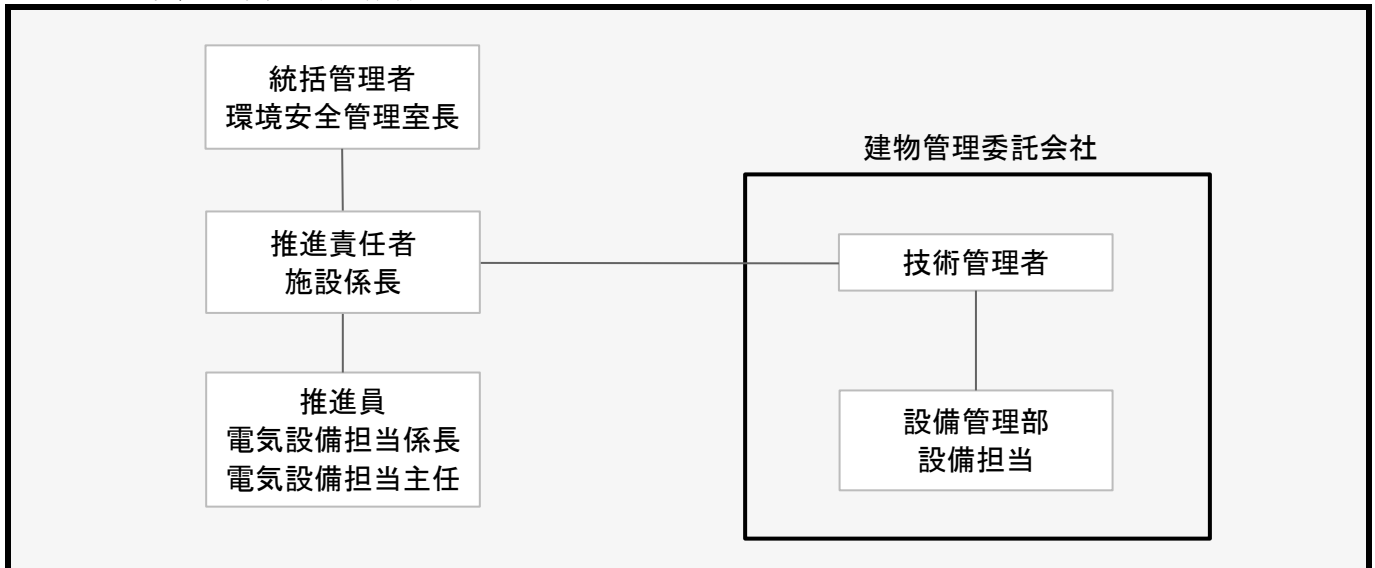 統括管理者
環境安全管理室長
建物管理委託会社
推進責任者
施設係長
技術管理者
推進員
電気設備担当係長
電気設備担当主任
設備管理部
設備担当